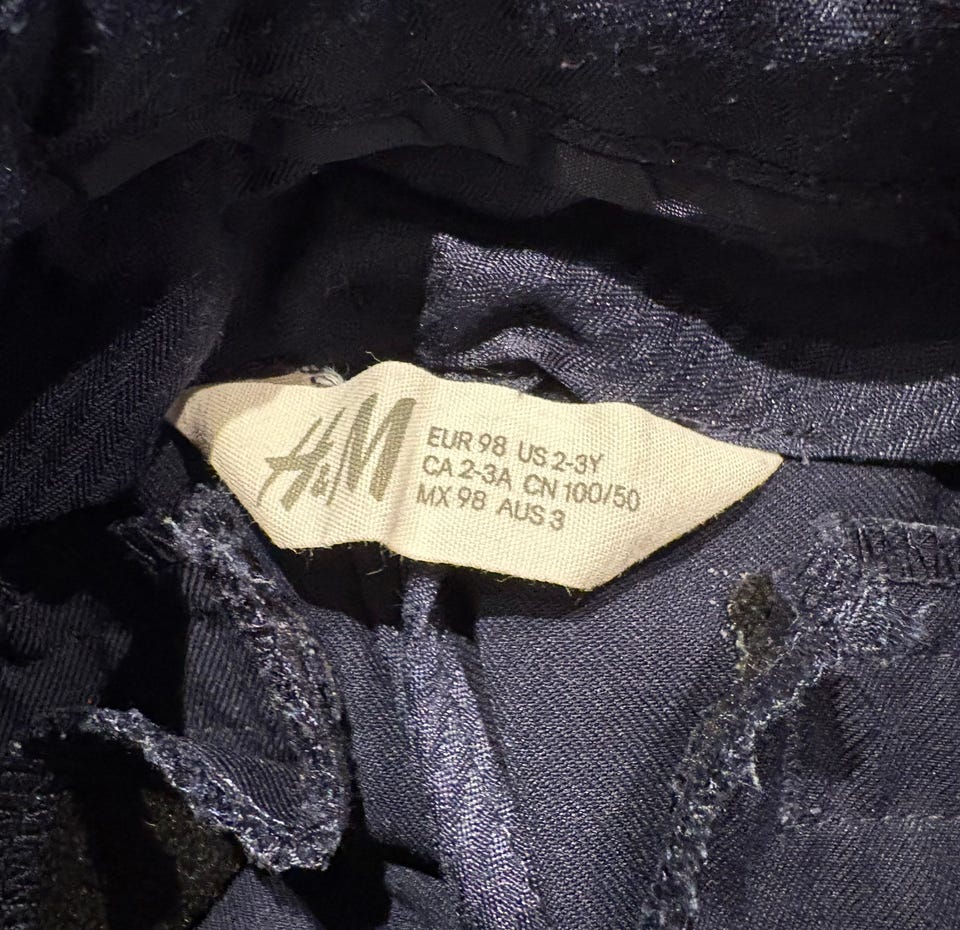 H&M
EUR 98 US 2-3Y
CA 2-3A CN 100/50
MX 98 AUS 3